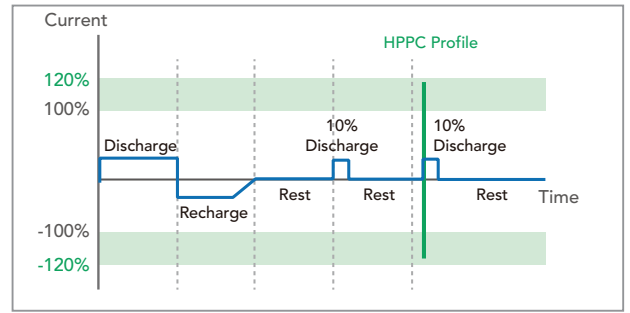 Current
HPPC Profile
120%
100%
10%
Discharge
10%
Discharge
Discharge
Rest
Rest
Rest
Time
Recharge
-100%
-120%